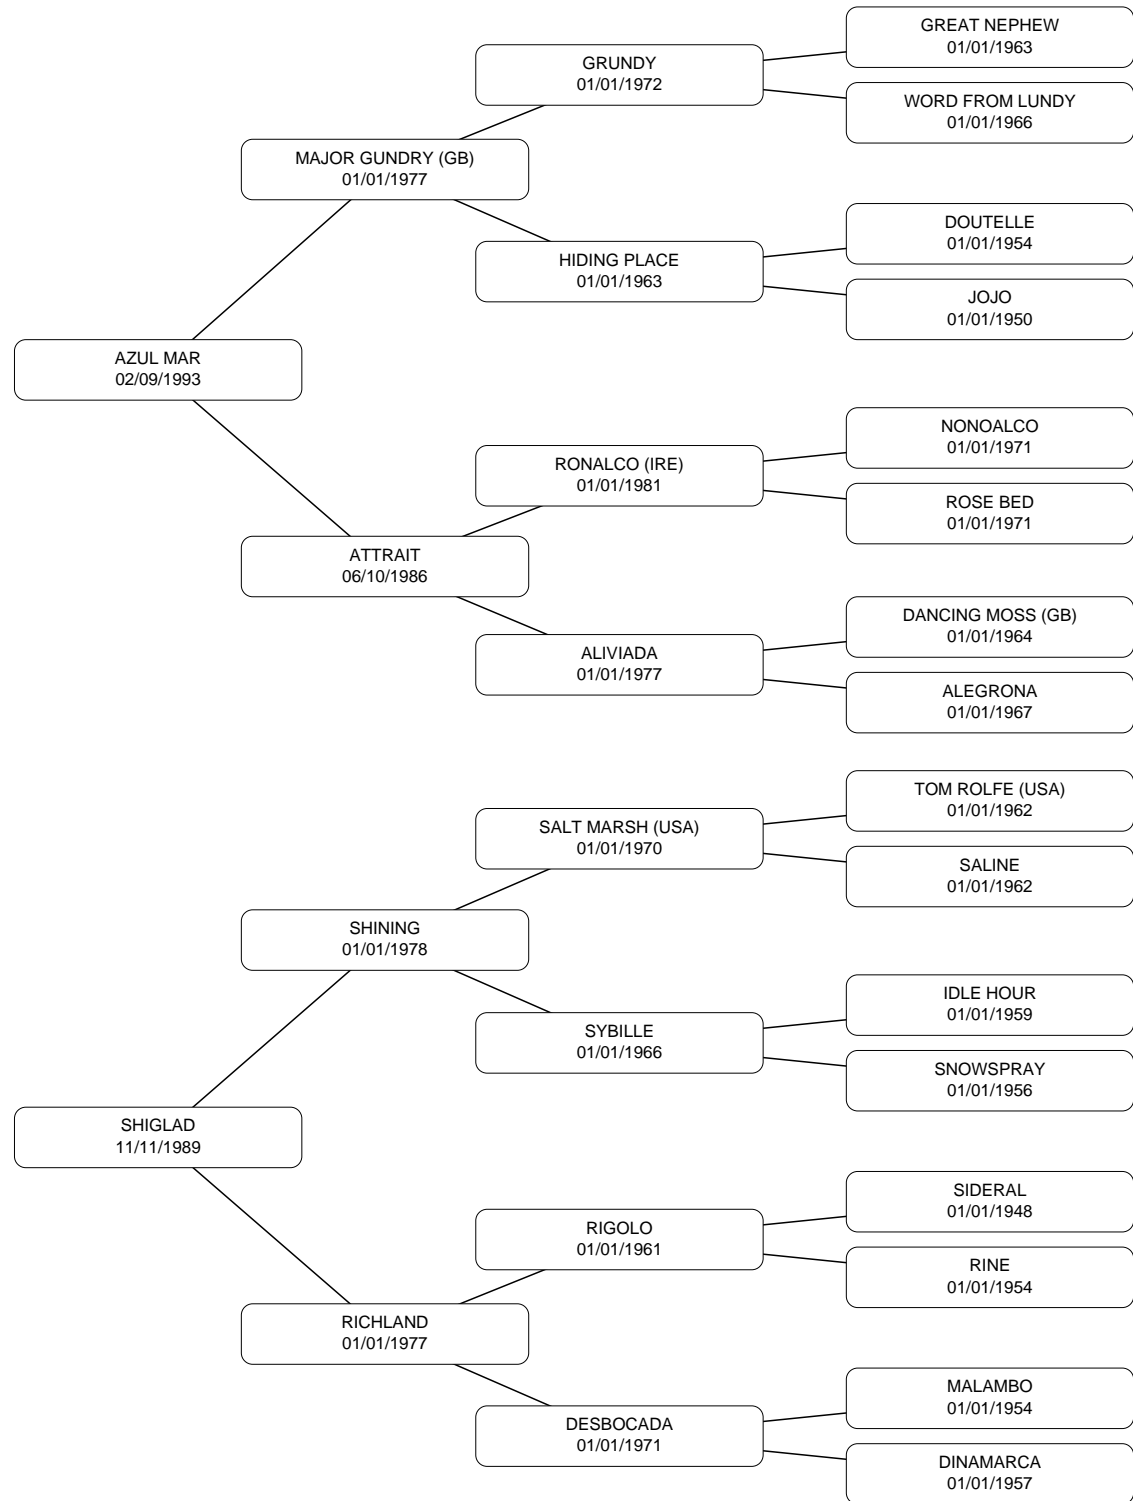 GREAT NEPHEW
01/01/1963
GRUNDY
01/01/1972
WORD FROM LUNDY
01/01/1966
MAJOR GUNDRY (GB)
01/01/1977
DOUTELLE
01/01/1954
HIDING PLACE
01/01/1963
JOJO
01/01/1950
AZUL MAR
02/09/1993
NONOALCO
01/01/1971
RONALCO (IRE)
01/01/1981
ROSE BED
01/01/1971
ATTRAIT
06/10/1986
DANCING MOSS (GB)
01/01/1964
ALIVIADA
01/01/1977
ALEGRONA
01/01/1967
TOM ROLFE (USA)
01/01/1962
SALT MARSH (USA)
01/01/1970
SALINE
01/01/1962
SHINING
01/01/1978
IDLE HOUR
01/01/1959
SYBILLE
01/01/1966
SNOWSPRAY
01/01/1956
SHIGLAD
11/11/1989
SIDERAL
01/01/1948
RIGOLO
01/01/1961
RINE
01/01/1954
RICHLAND
01/01/1977
MALAMBO
01/01/1954
DESBOCADA
01/01/1971
DINAMARCA
01/01/1957